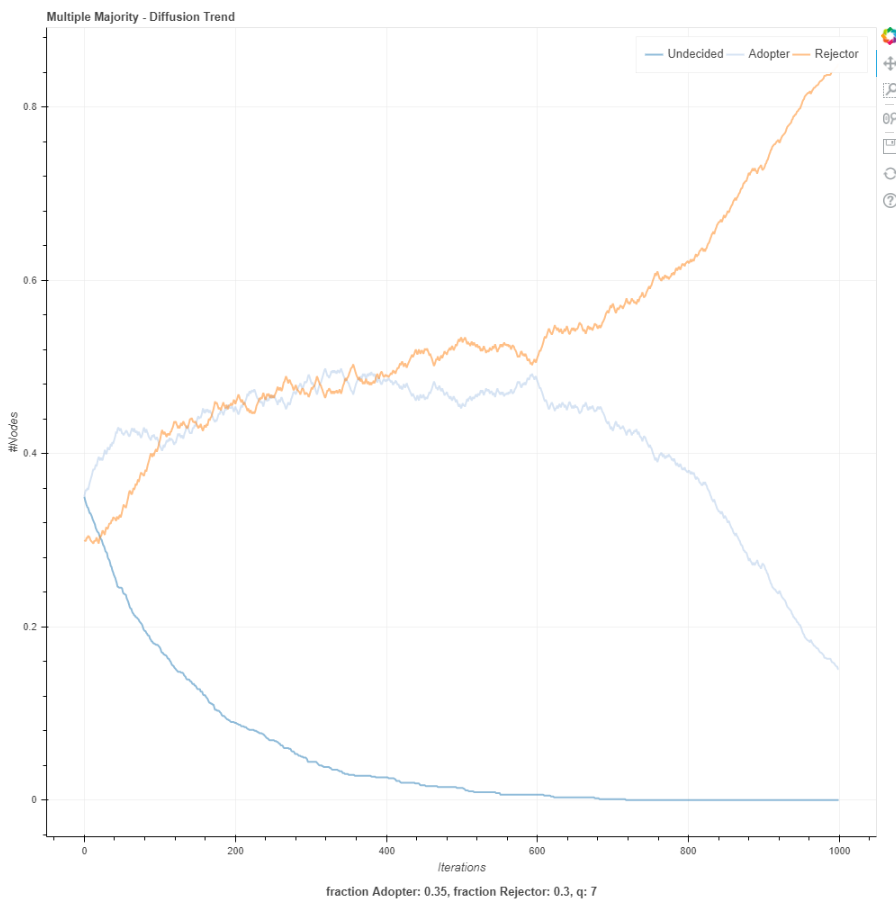 Multiple Majority - Diffusion Trend
Undecided Adopter Rejector
0.8
0.6
#Nodes
0.4
0.2
0
0 200 400 600 800 1000
Iterations
fraction Adopter: 0.35, fraction Rejector: 0.3, q: 7